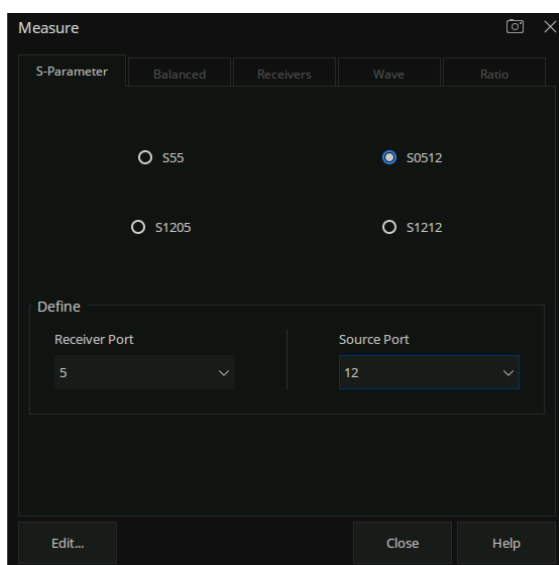 Measure
S-Parameter Balanced Receivers Wave Ratio
S55 S0512
S1205 S1212
Define
Receiver Port Source Port
5 12
Edit... Close Help